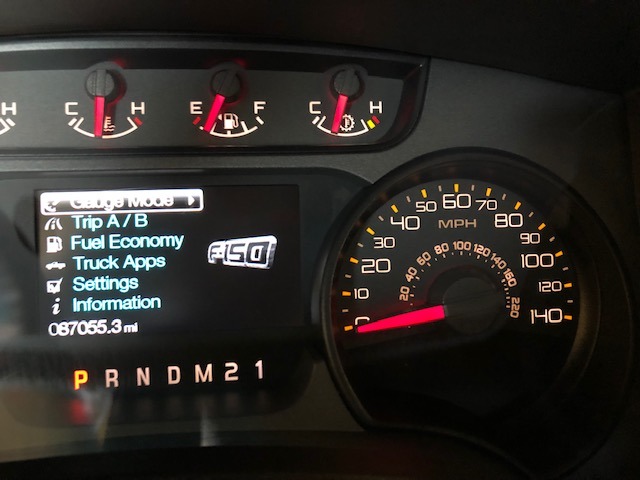 H C H E F C H
Gauge Mode
Trip A / B
Fuel Economy
Truck Apps
Settings
Information
087055.3 mi
F-150
P R N D M 2 1
0 10 20 30 40 50 60 70 80 90 100 120 140
MPH
20 40 60 80 100 120 140 160 220